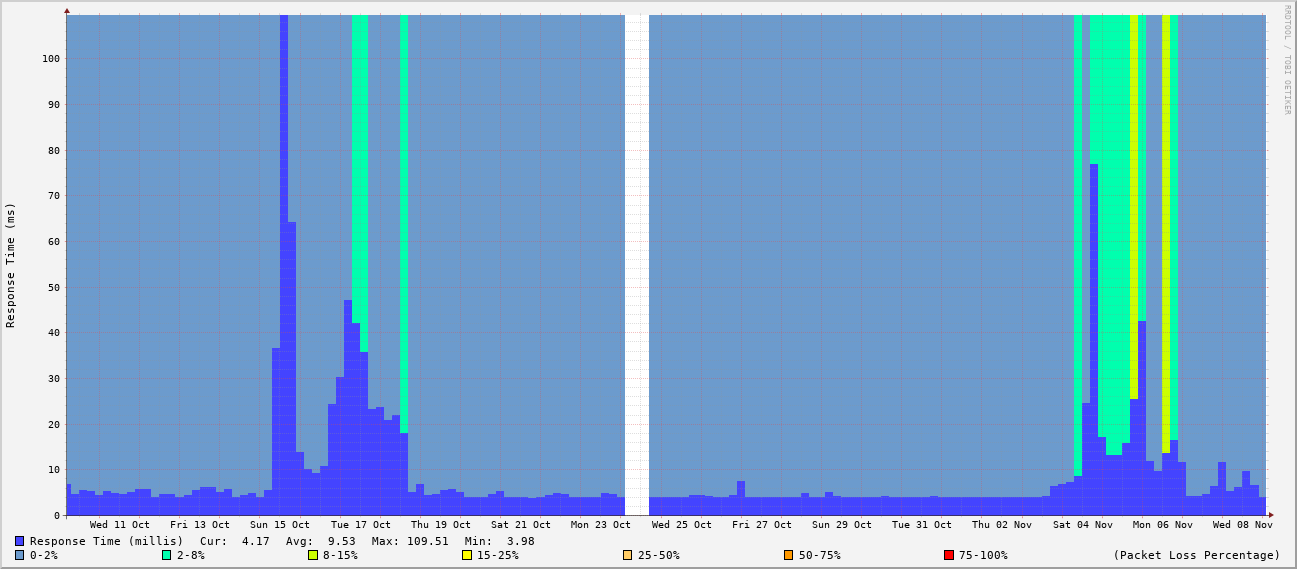 RRDTOOL / TOBI OETIKER
Response Time (ms)
100
90
80
70
60
50
40
30
20
10
0
Wed 11 Oct Fri 13 Oct Sun 15 Oct Tue 17 Oct Thu 19 Oct Sat 21 Oct Mon 23 Oct Wed 25 Oct Fri 27 Oct Sun 29 Oct Tue 31 Oct Thu 02 Nov Sat 04 Nov Mon 06 Nov Wed 08 Nov
Response Time (millis) Cur: 4.17 Avg: 9.53 Max: 109.51 Min: 3.98
0-2% 2-8% 8-15% 15-25% 25-50% 50-75% 75-100% (Packet Loss Percentage)